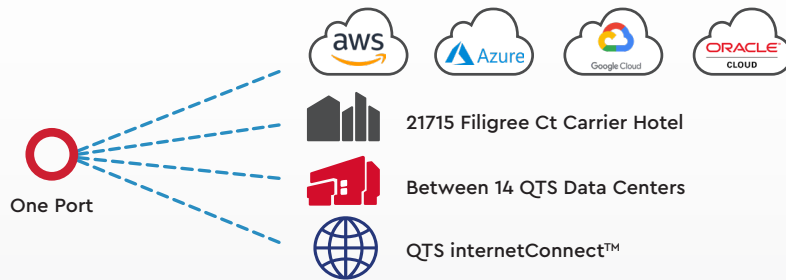 aws
Azure
Google Cloud
ORACLE
CLOUD
21715 Filigree Ct Carrier Hotel
Between 14 QTS Data Centers
One Port
QTS internetConnect™